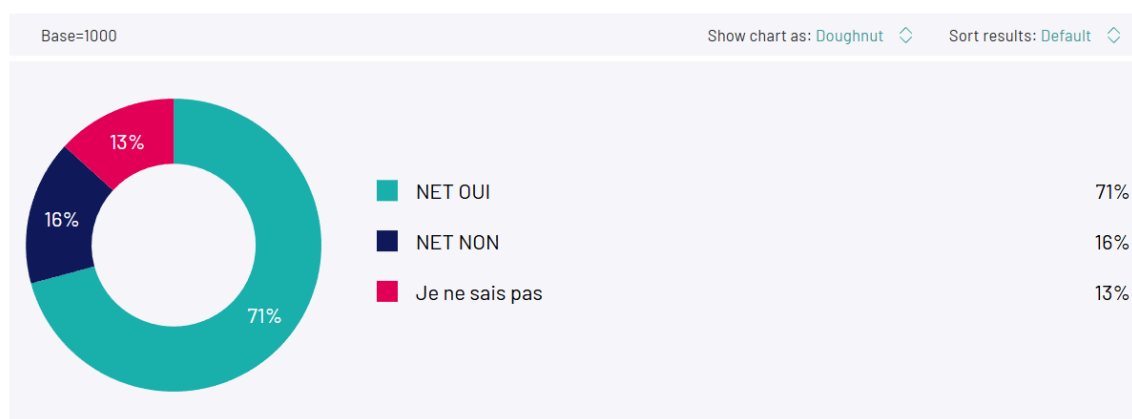 Base=1000
Show chart as: Doughnut
Sort results: Default
13%
16%
71%
NET OUI 71%
NET NON 16%
Je ne sais pas 13%